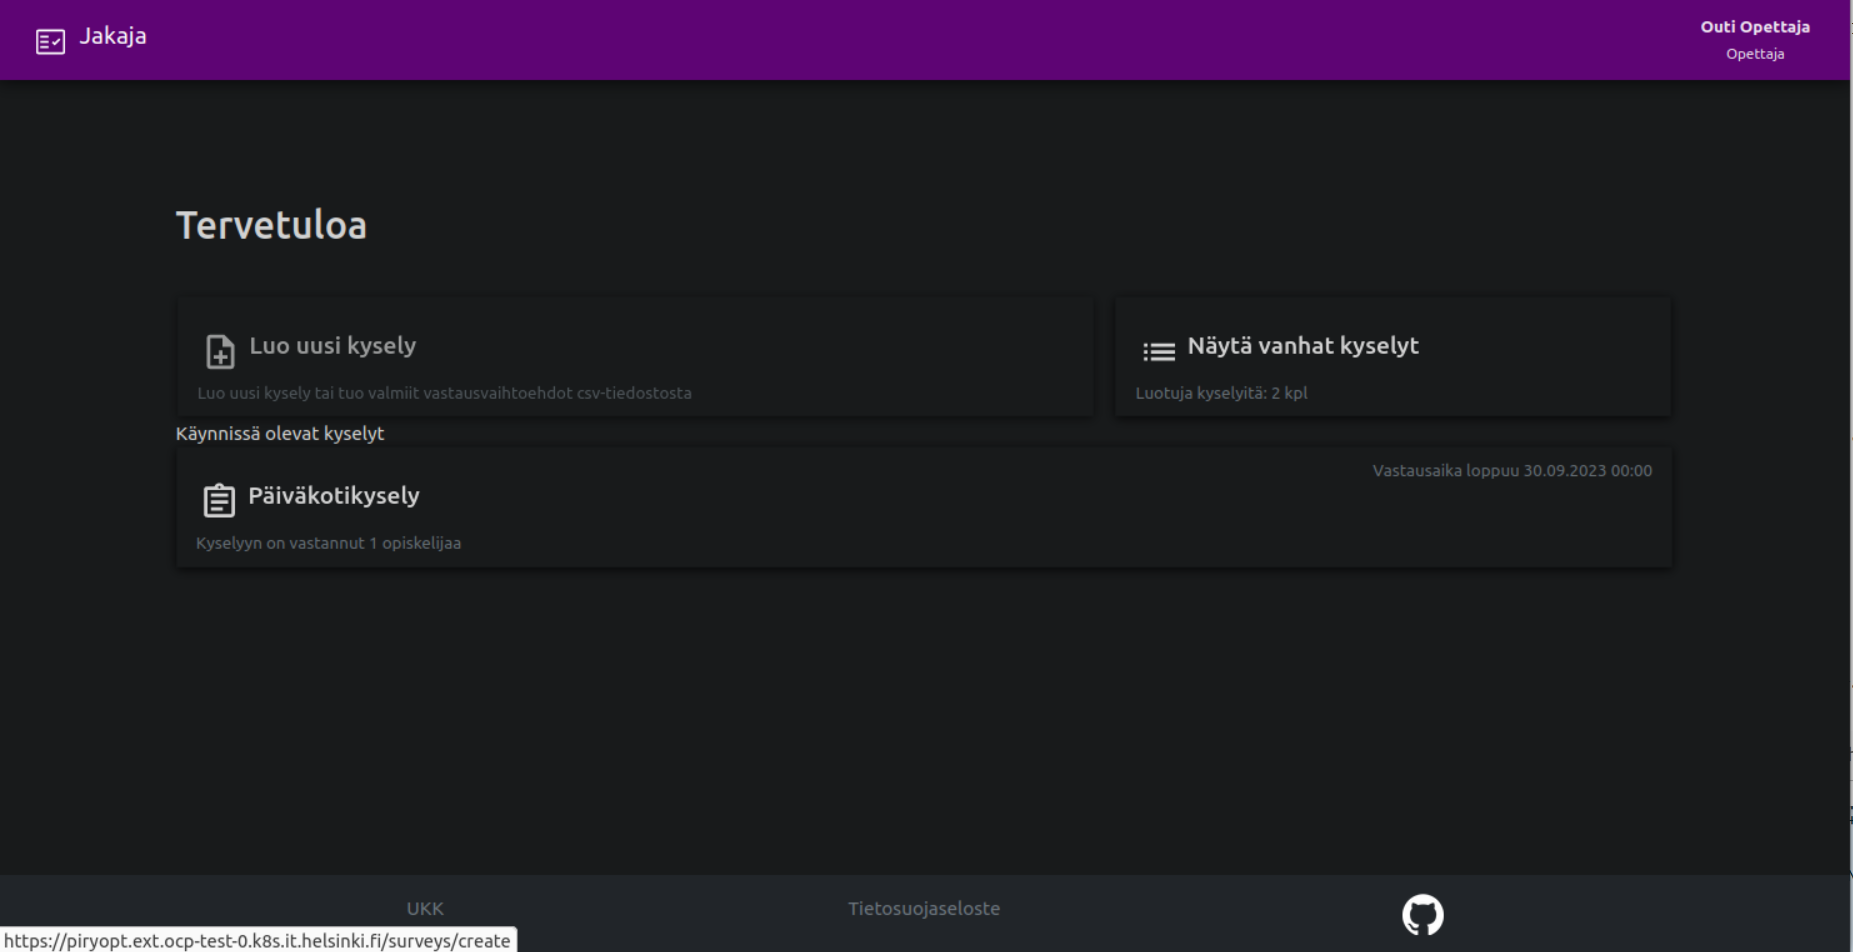 Jakaja
Outi Opettaja
Opettaja
Tervetuloa
Luo uusi kysely
Luo uusi kysely tai tuo valmiit vastausvaihtoehdot csv-tiedostosta
Näytä vanhat kyselyt
Luotuja kyselyitä: 2 kpl
Käynnissä olevat kyselyt
Vastausaika loppuu 30.09.2023 00:00
Päiväkotikysely
Kyselyyn on vastannut 1 opiskelijaa
UKK
Tietosuojaseloste
https://piryopt.ext.ocp-test-0.k8s.it.helsinki.fi/surveys/create